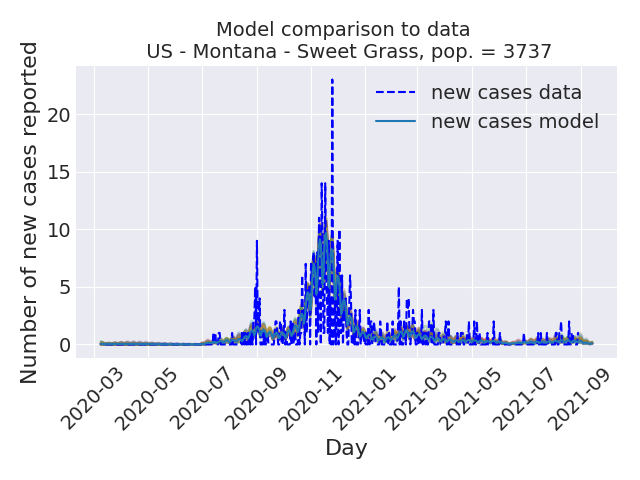 Model comparison to data
US - Montana - Sweet Grass, pop. = 3737
Number of new cases reported
new cases data
new cases model
20
15
10
5
0
2020-03
2020-05
2020-07
2020-09
2020-11
2021-01
2021-03
2021-05
2021-07
2021-09
Day